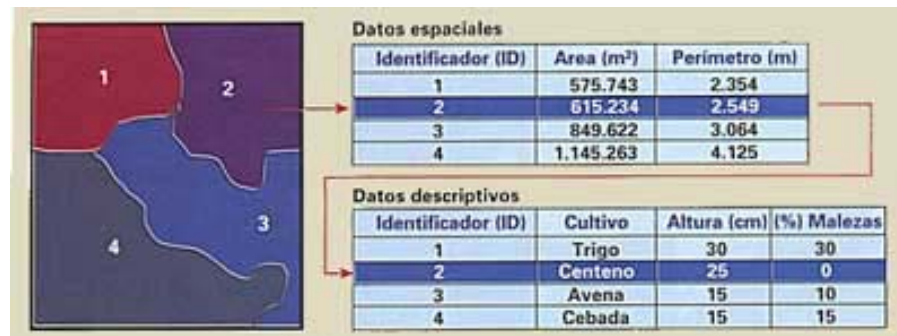 1
2
3
4
Datos espaciales
Identificador (ID) Area (m²) Perímetro (m)
1 575.743 2.354
2 615.234 2.549
3 849.622 3.064
4 1.145.263 4.125
Datos descriptivos
Identificador (ID) Cultivo Altura (cm) (%) Malezas
1 Trigo 30 30
2 Centeno 25 0
3 Avena 15 10
4 Cebada 15 15